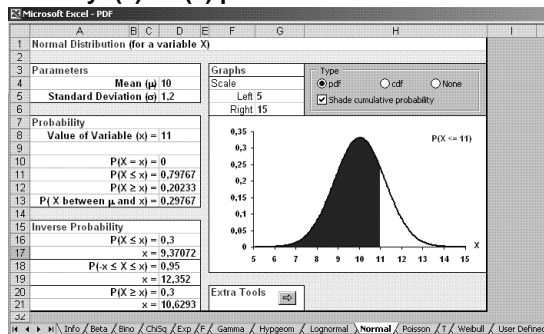 Microsoft Excel - PDF
A B C D E F G H I
1 Normal Distribution (for a variable X)
2
3 Parameters Graphs Type
4 Mean (μ) 10 Scale pdf cdf None
5 Standard Deviation (σ) 1,2 Left 5 Shade cumulative probability
6 Right 15
7 Probability
8 Value of Variable (x) = 11 0,35 P(X <= 11)
9 0,3
10 P(X = x) = 0 0,25
11 P(X ≤ x) = 0,79767 0,2
12 P(X ≥ x) = 0,20233 0,15
13 P( X between μ and x) = 0,29767
14 0,1
15 Inverse Probability 0,05
16 P(X ≤ x) = 0,3 0 X
17 x = 9,37072 5 6 7 8 9 10 11 12 13 14 15
18 P(-x ≤ X ≤ x) = 0,95
19 x = 12,352
20 P(X ≥ x) = 0,3 Extra Tools
21 x = 10,6293
Info / Beta / Bino / ChiSq / Exp / F / Gamma / Hypgeom / Lognormal / Normal / Poisson / T / Weibull / User Define